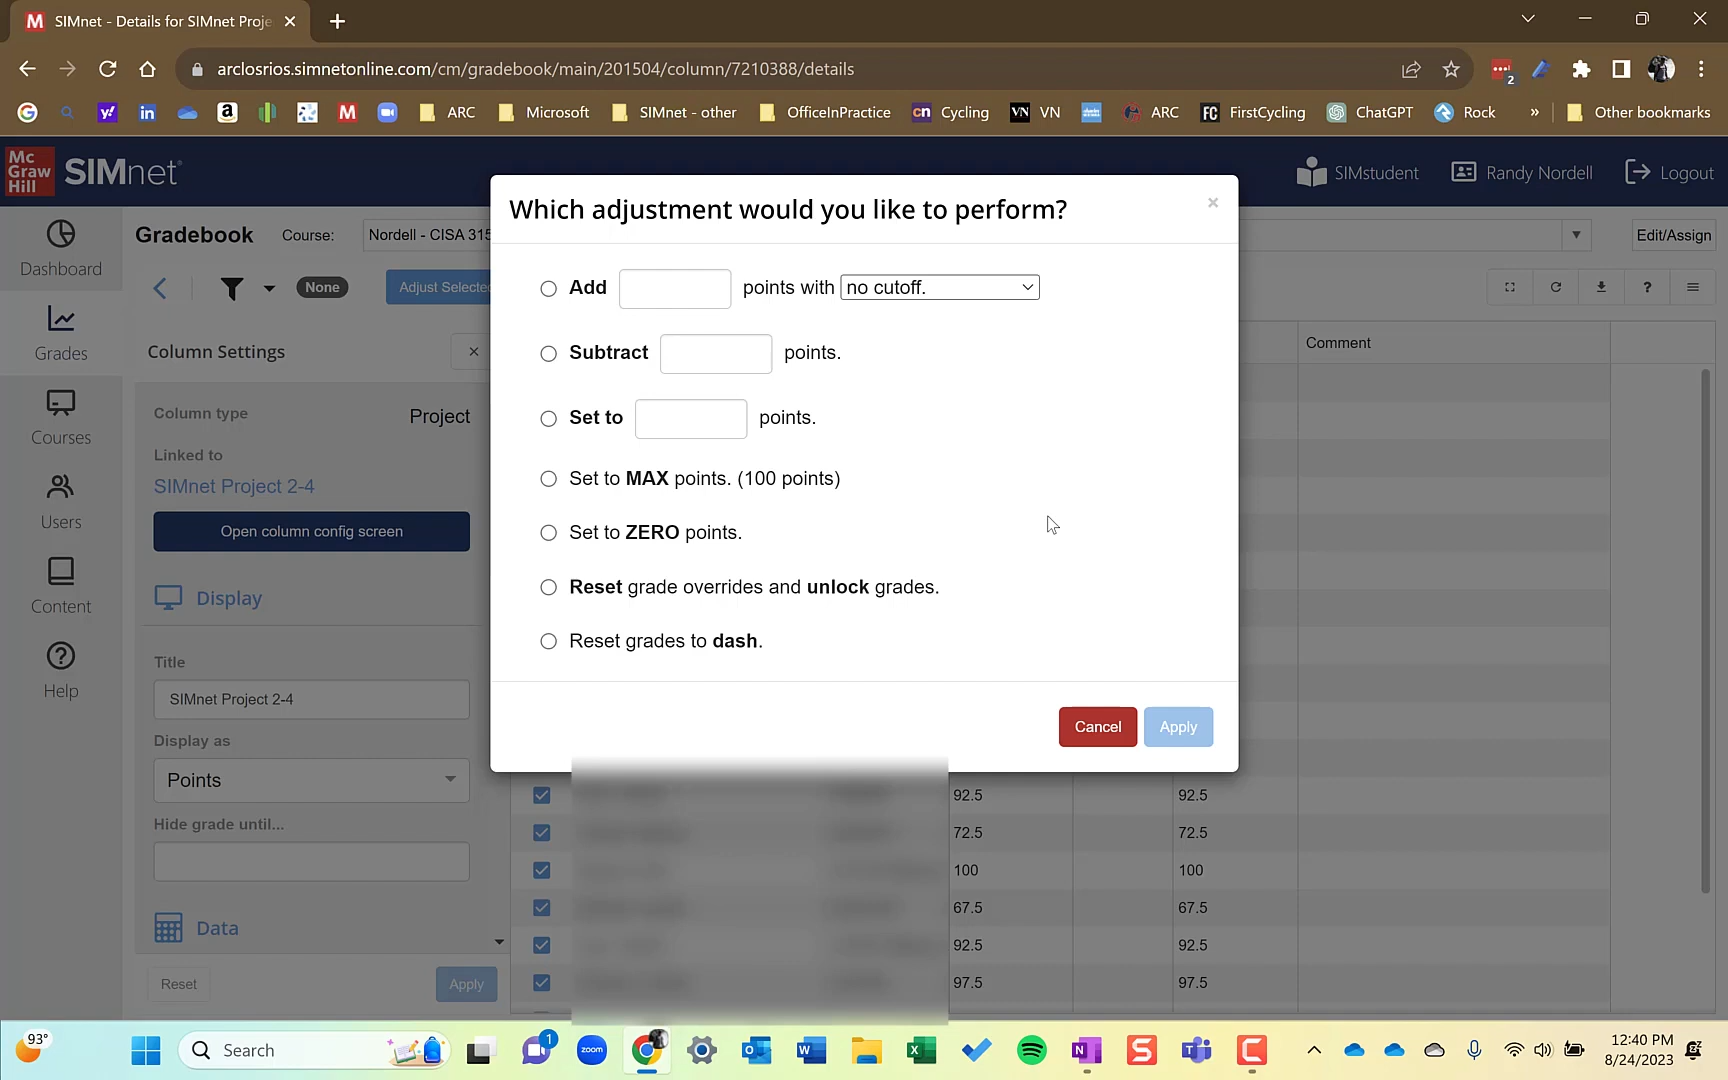 M SIMnet - Details for SIMnet Proje
arclosrios.simnetonline.com/cm/gradebook/main/201504/column/7210388/details
2
ARC Microsoft SIMnet - other OfficeInPractice cn Cycling VN VN ARC FC FirstCycling ChatGPT Rock » Other bookmarks
Mc
Graw
Hill
SIMnet
SIMstudent Randy Nordell Logout
Which adjustment would you like to perform? ×
Add points with no cutoff.
Subtract points.
Set to points.
Set to MAX points. (100 points)
Set to ZERO points.
Reset grade overrides and unlock grades.
Reset grades to dash.
Cancel Apply
Dashboard
Grades
Courses
Users
Content
Help
Gradebook Course: Nordell - CISA 315
Edit/Assign
None Adjust Selected
?
Column Settings
Comment
Column type Project
Linked to
SIMnet Project 2-4
Open column config screen
Display
Title
SIMnet Project 2-4
Display as
Points
Hide grade until...
Data
Reset Apply
92.5 92.5
72.5 72.5
100 100
67.5 67.5
92.5 92.5
97.5 97.5
93°
Search
1
zoom
12:40 PM
8/24/2023